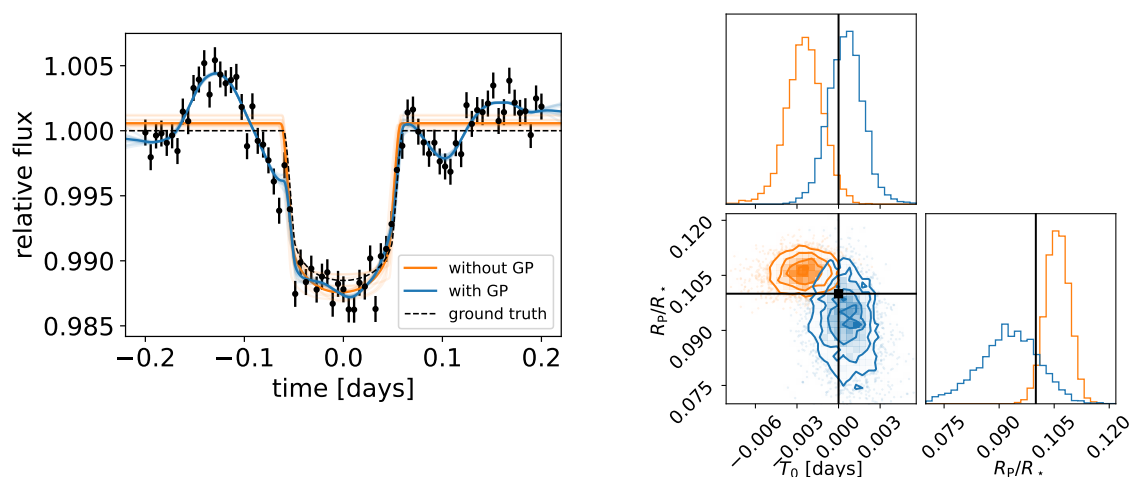 1.005
1.000
0.995
0.990
0.985
relative flux
without GP
with GP
ground truth
−0.2
−0.1
0.0
0.1
0.2
time [days]
0.120
0.105
0.090
0.075
R_P/R⋆
−0.006
−0.003
0.000
0.003
T_0 [days]
0.075
0.090
0.105
0.120
R_P/R⋆